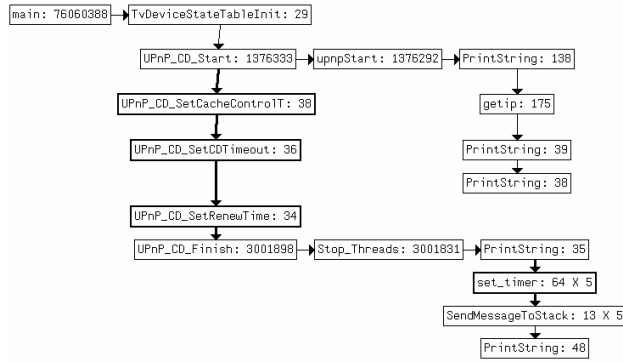 main: 76060388
TvDeviceStateTableInit: 29
UPnP_CD_Start: 1376333
upnpStart: 1376292
PrintString: 138
UPnP_CD_SetCacheControlT: 38
getip: 175
UPnP_CD_SetCDTimeout: 36
PrintString: 39
PrintString: 38
UPnP_CD_SetRenewTime: 34
UPnP_CD_Finish: 3001898
Stop_Threads: 3001831
PrintString: 35
set_timer: 64 X 5
SendMessageToStack: 13 X 5
PrintString: 48